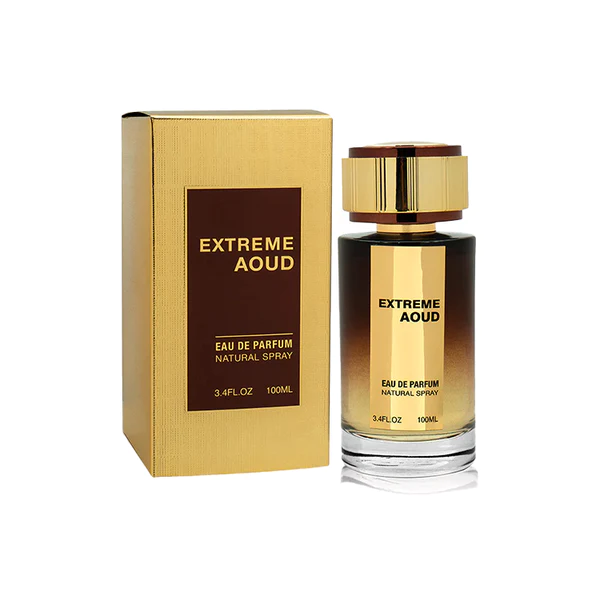 EXTREME
AOUD
EAU DE PARFUM
NATURAL SPRAY
3.4FL.OZ 100ML
EXTREME
AOUD
EAU DE PARFUM
NATURAL SPRAY
3.4FL.OZ 100ML